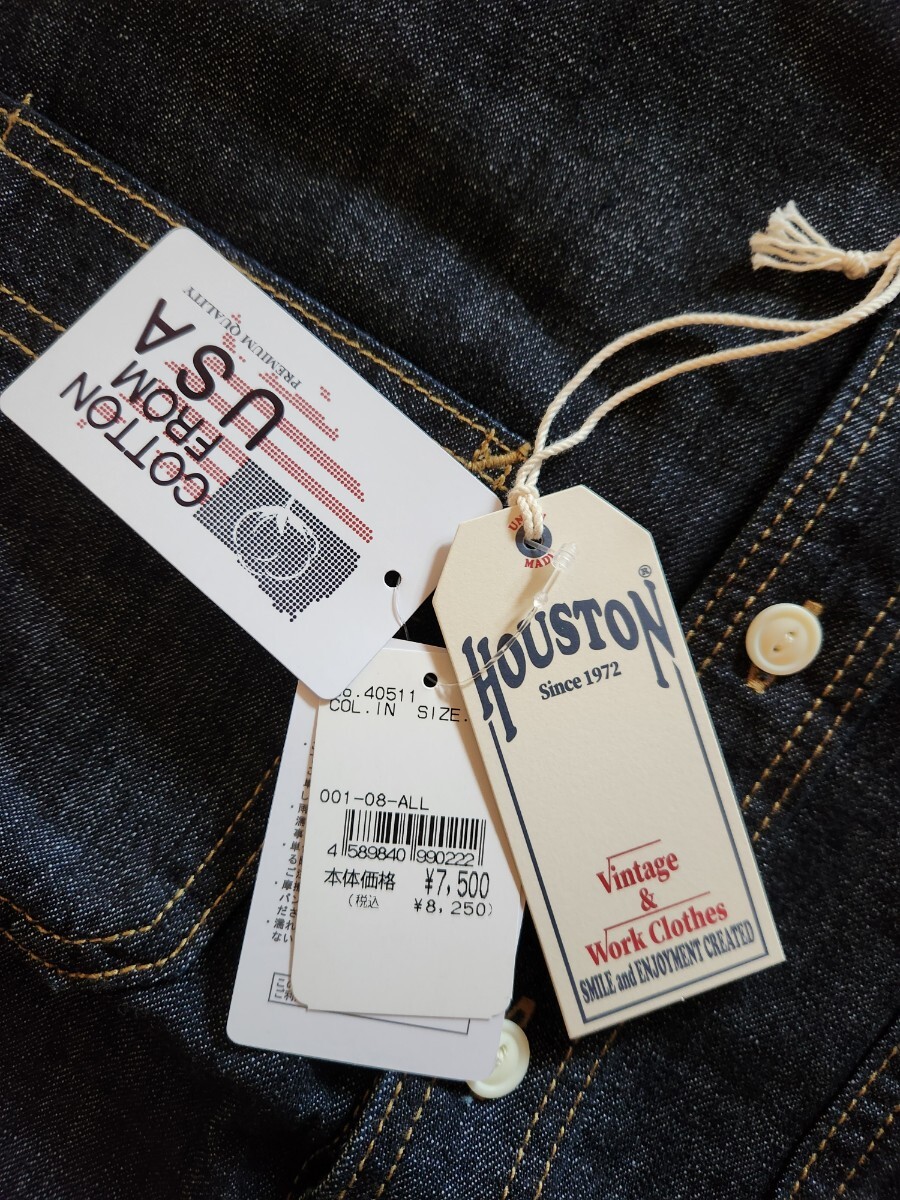 COTTON
FROM
USA
PREMIUM QUALITY
MADE
HOUSTON®
Since 1972
Vintage
&
Work Clothes
SMILE and ENJOYMENT CREATED
.40511
COL.IN SIZE.
001-08-ALL
4 589840 990222
本体価格 ¥7,500
(税込 ¥8,250)